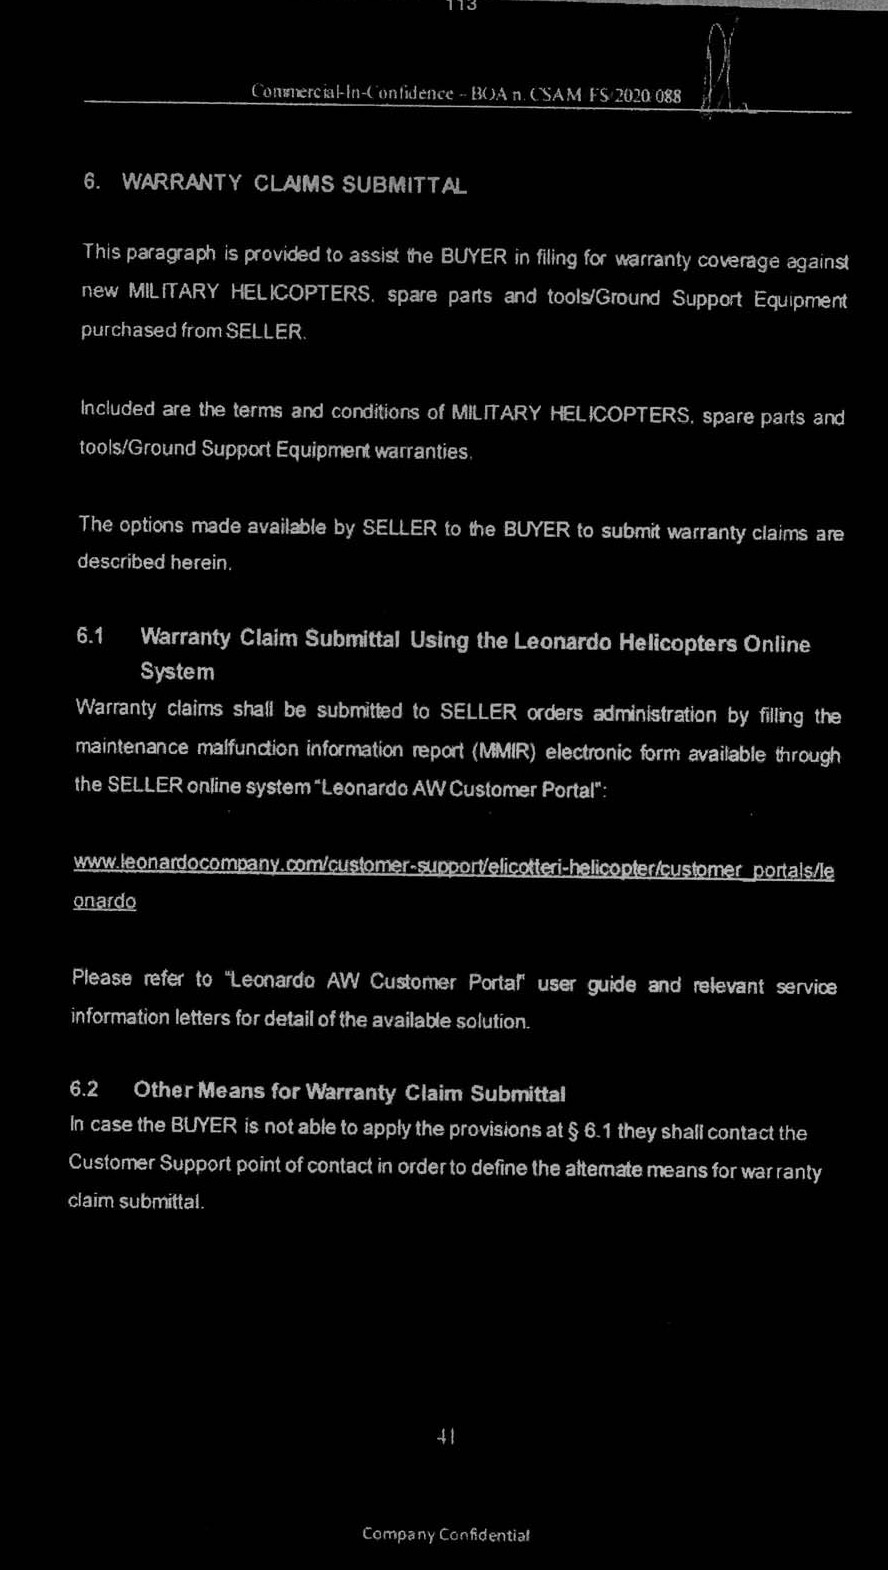 113
Commercial-In-Confidence – BOA n. CSAM FS 2020 088
6. WARRANTY CLAIMS SUBMITTAL
This paragraph is provided to assist the BUYER in filing for warranty coverage against
new MILITARY HELICOPTERS, spare parts and tools/Ground Support Equipment
purchased from SELLER.
Included are the terms and conditions of MILITARY HELICOPTERS, spare parts and
tools/Ground Support Equipment warranties.
The options made available by SELLER to the BUYER to submit warranty claims are
described herein.
6.1 Warranty Claim Submittal Using the Leonardo Helicopters Online
System
Warranty claims shall be submitted to SELLER orders administration by filling the
maintenance malfunction information report (MMIR) electronic form available through
the SELLER online system "Leonardo AW Customer Portal":
www.leonardocompany.com/customer-support/elicotteri-helicopter/customer_portals/le
onardo
Please refer to "Leonardo AW Customer Portal" user guide and relevant service
information letters for detail of the available solution.
6.2 Other Means for Warranty Claim Submittal
In case the BUYER is not able to apply the provisions at § 6.1 they shall contact the
Customer Support point of contact in order to define the alternate means for warranty
claim submittal.
41
Company Confidential